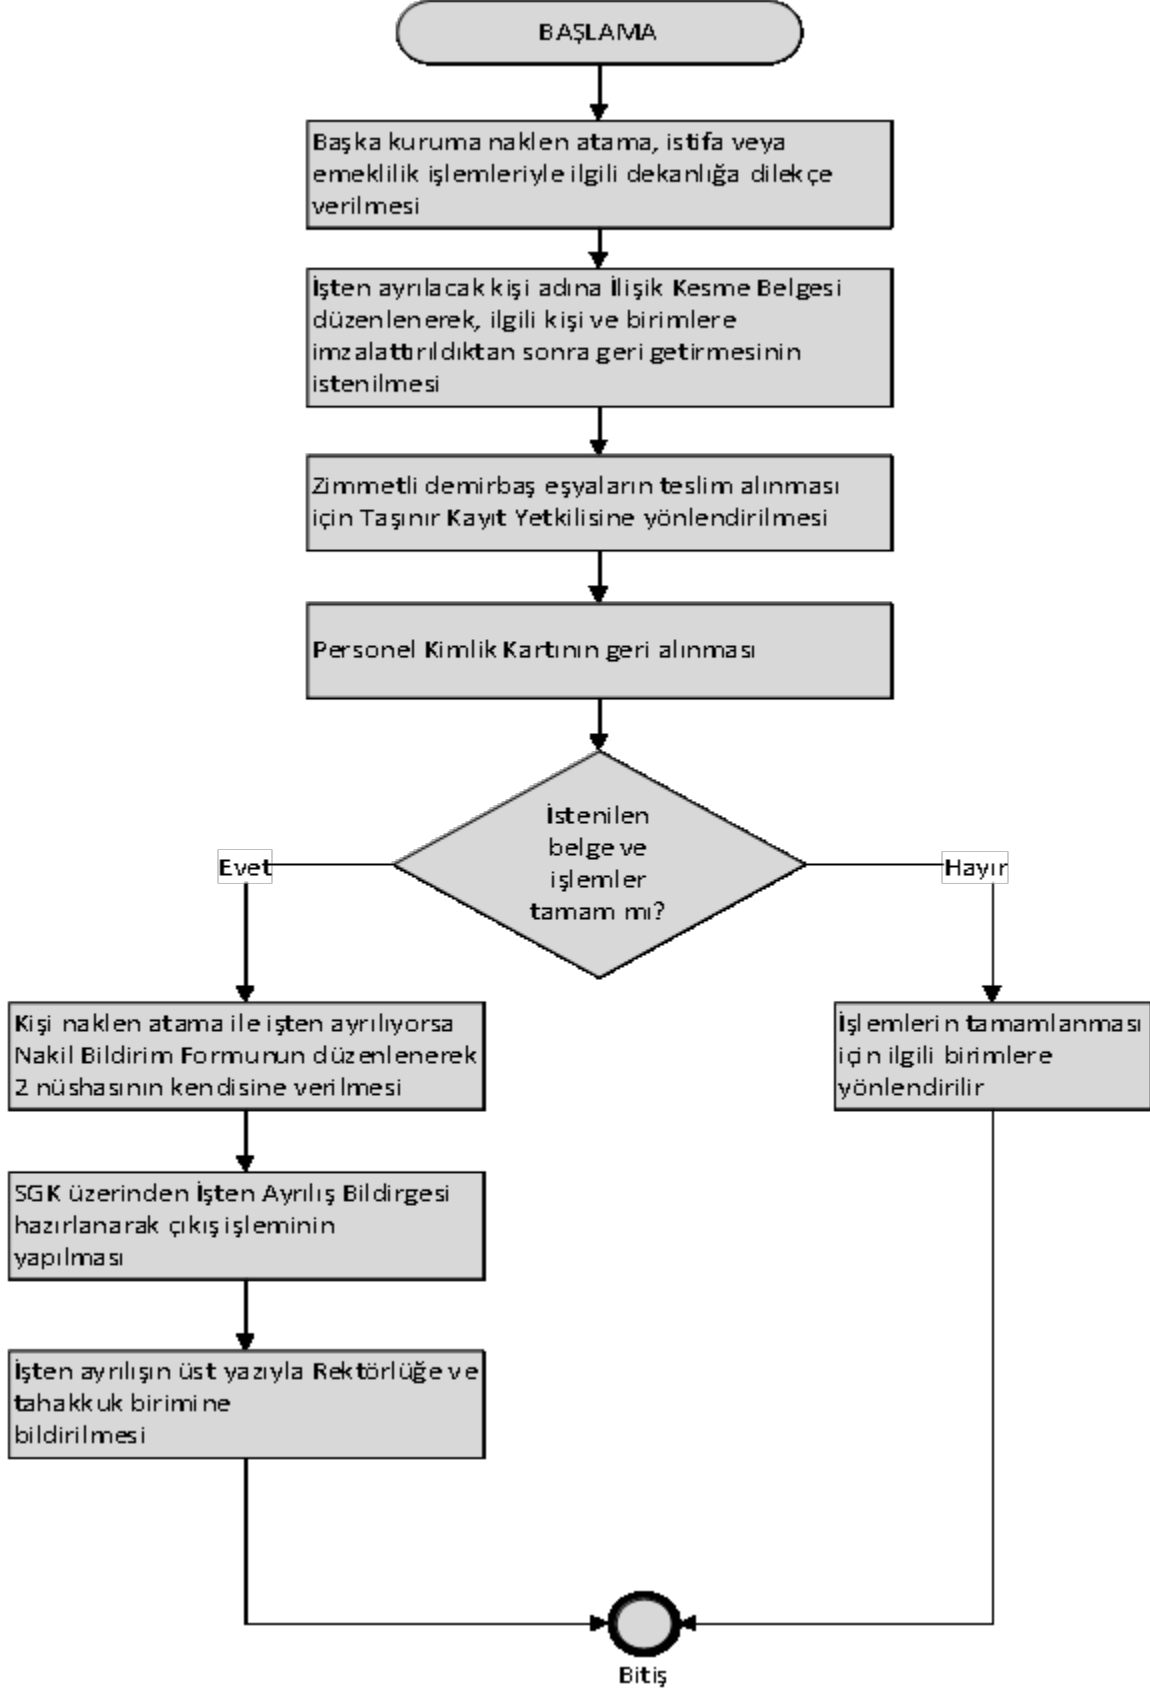 BAŞLAMA
Başka kuruma naklen atama, istifa veya
emeklilik işlemleriyle ilgili dekanlığa dilekçe
verilmesi
İşten ayrılacak kişi adına İlişik Kesme Belgesi
düzenlenerek, ilgili kişi ve birimlere
imzalattırıldıktan sonra geri getirmesinin
istenilmesi
Zimmetli demirbaş eşyaların teslim alınması
için Taşınır Kayıt Yetkilisine yönlendirilmesi
Personel Kimlik Kartının geri alınması
İstenilen
belge ve
işlemler
tamam mı?
Evet
Hayır
Kişi naklen atama ile işten ayrılıyorsa
Nakil Bildirim Formunun düzenlenerek
2 nüshasının kendisine verilmesi
İşlemlerin tamamlanması
için ilgili birimlere
yönlendirilir
SGK üzerinden İşten Ayrılış Bildirgesi
hazırlanarak çıkış işleminin
yapılması
İşten ayrılışın üst yazıyla Rektörlüğe ve
tahakkuk birimine
bildirilmesi
Bitiş